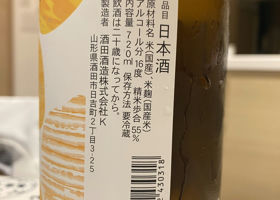 品目 日本酒
原材料名 米(国産)、米麹(国産米)
アルコール分 16度 精米歩合 55%
内容量 720ml 保存方法 要冷蔵
飲酒は二十歳になってから。
製造者 酒田酒造株式会社K
山形県酒田市日吉町2丁目3-25
430318